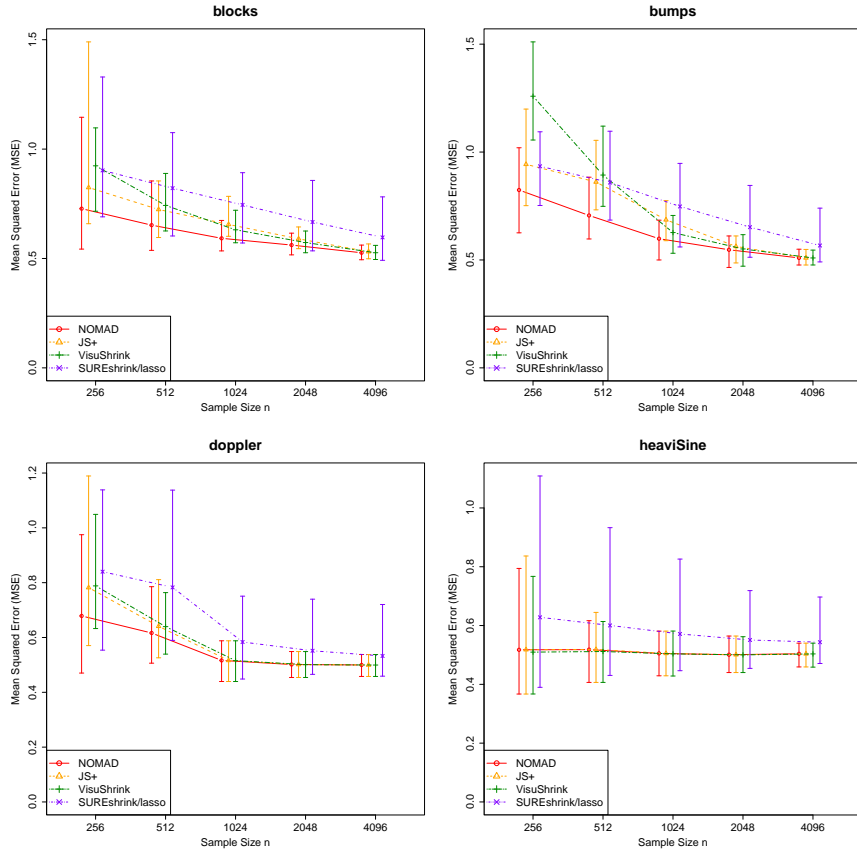 blocks
Mean Squared Error (MSE)
1.5
1.0
0.5
0.0
NOMAD
JS+
VisuShrink
SUREshrink/lasso
256 512 1024 2048 4096
Sample Size n
bumps
Mean Squared Error (MSE)
1.5
1.0
0.5
0.0
NOMAD
JS+
VisuShrink
SUREshrink/lasso
256 512 1024 2048 4096
Sample Size n
doppler
Mean Squared Error (MSE)
1.2
1.0
0.8
0.6
0.4
0.2
0.0
NOMAD
JS+
VisuShrink
SUREshrink/lasso
256 512 1024 2048 4096
Sample Size n
heaviSine
Mean Squared Error (MSE)
1.0
0.8
0.6
0.4
0.2
0.0
NOMAD
JS+
VisuShrink
SUREshrink/lasso
256 512 1024 2048 4096
Sample Size n